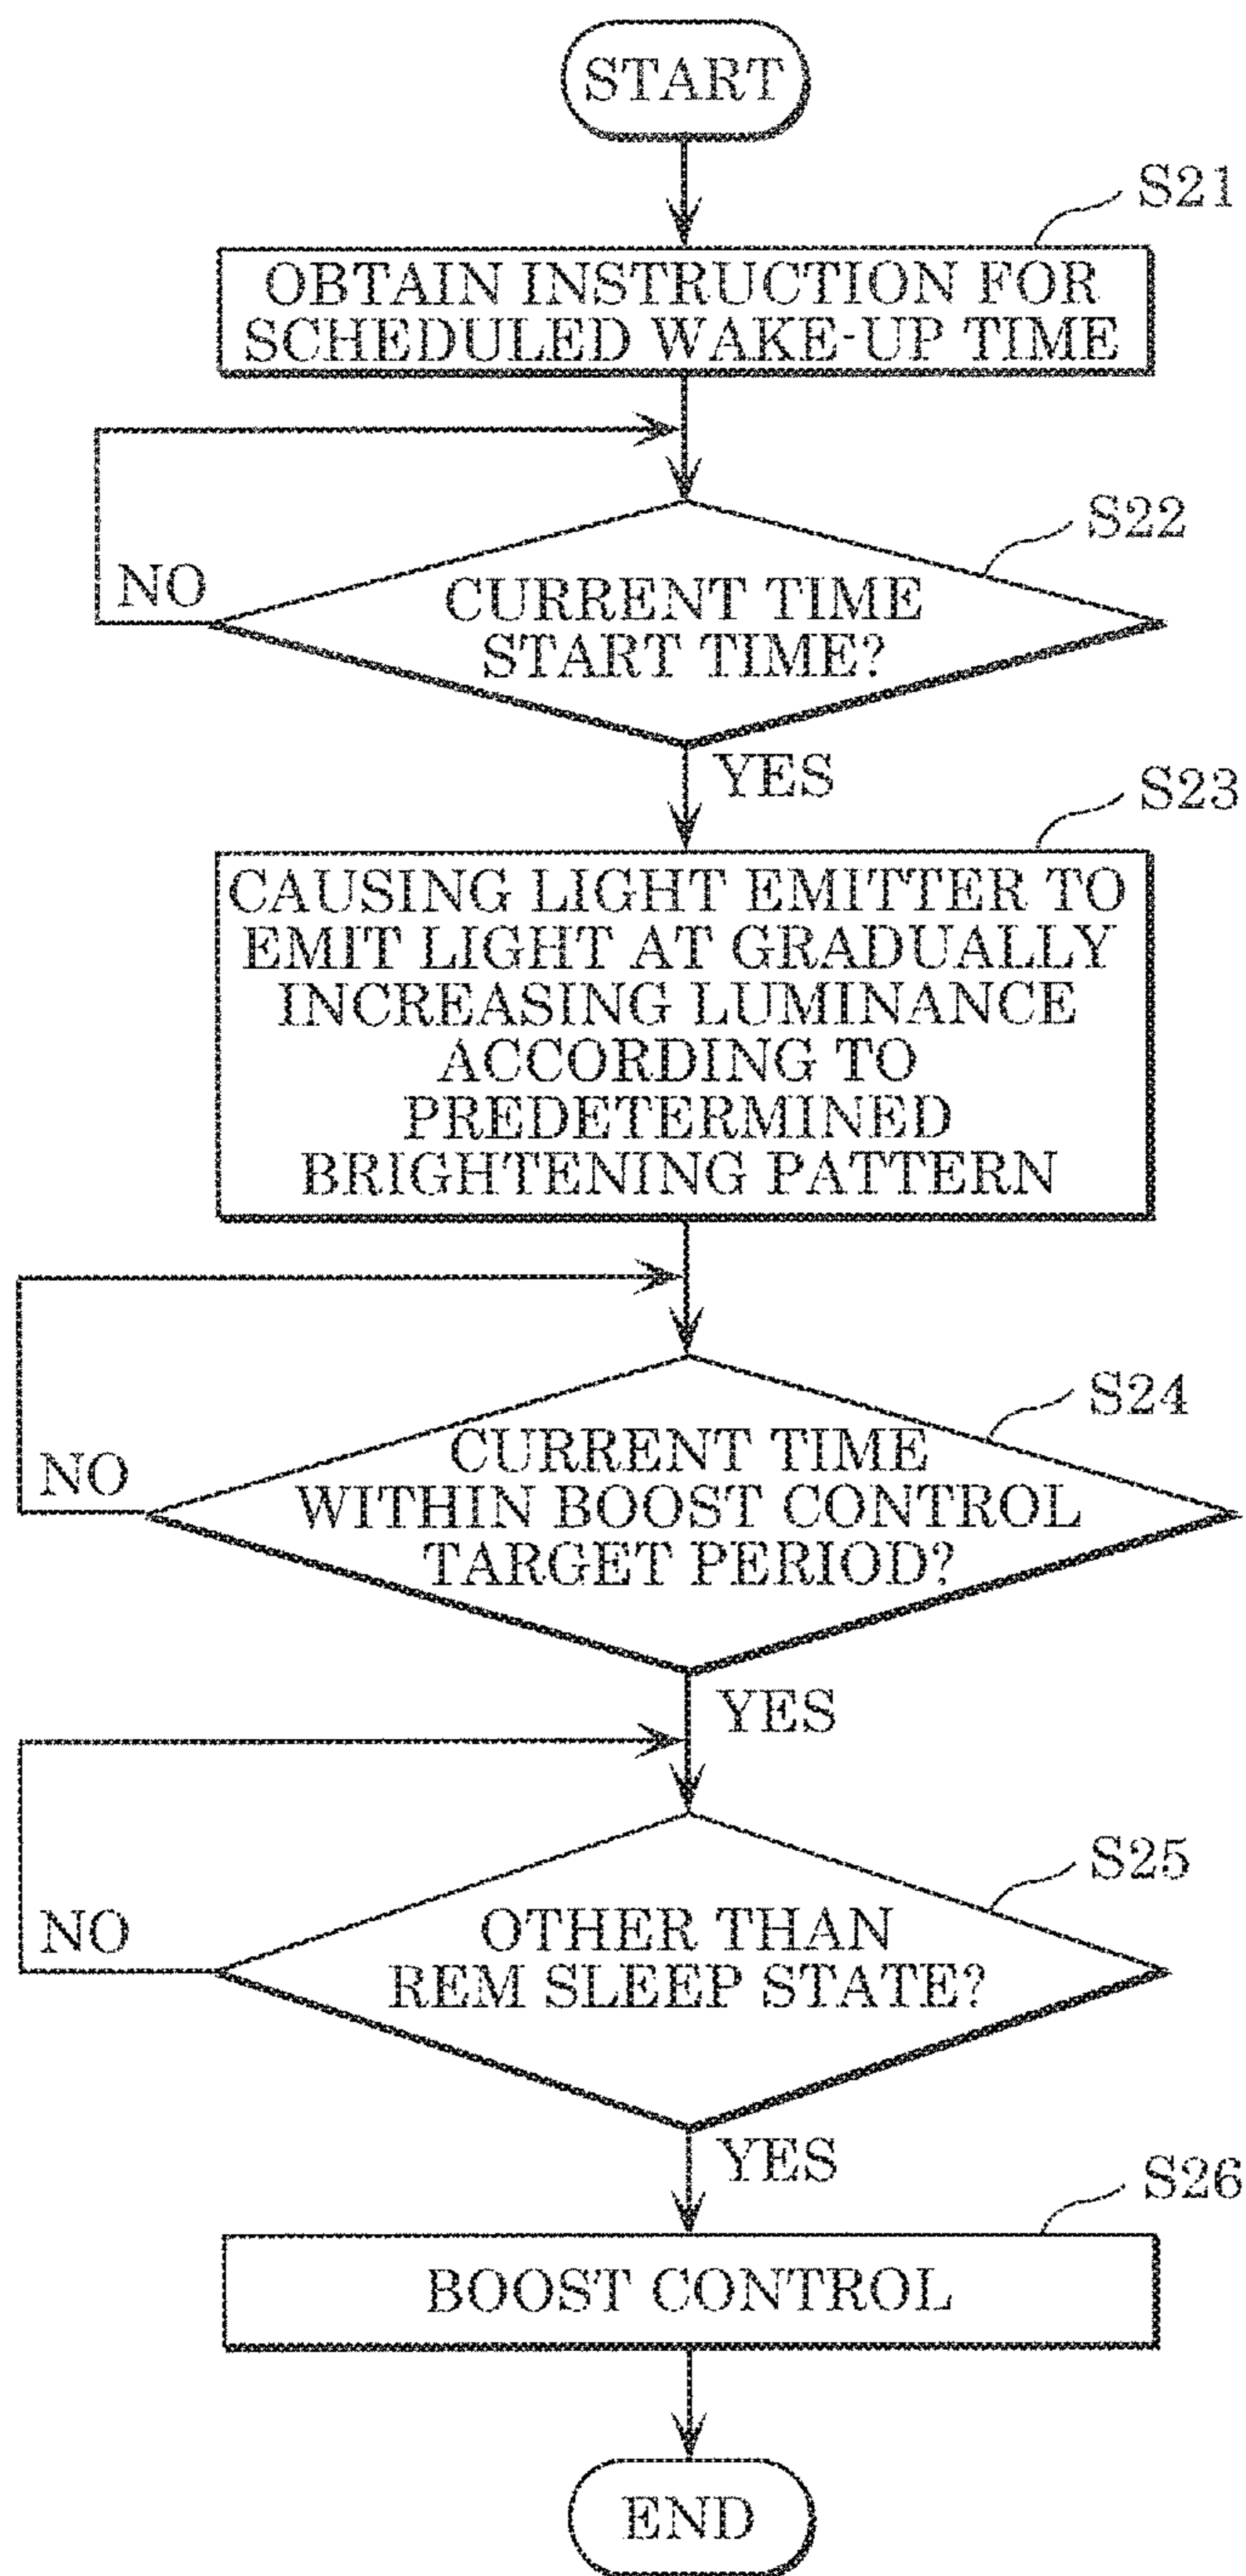 START
S21
OBTAIN INSTRUCTION FOR
SCHEDULED WAKE-UP TIME
S22
NO
CURRENT TIME
START TIME?
YES
S23
CAUSING LIGHT EMITTER TO
EMIT LIGHT AT GRADUALLY
INCREASING LUMINANCE
ACCORDING TO
PREDETERMINED
BRIGHTENING PATTERN
S24
NO
CURRENT TIME
WITHIN BOOST CONTROL
TARGET PERIOD?
YES
S25
NO
OTHER THAN
REM SLEEP STATE?
YES
S26
BOOST CONTROL
END